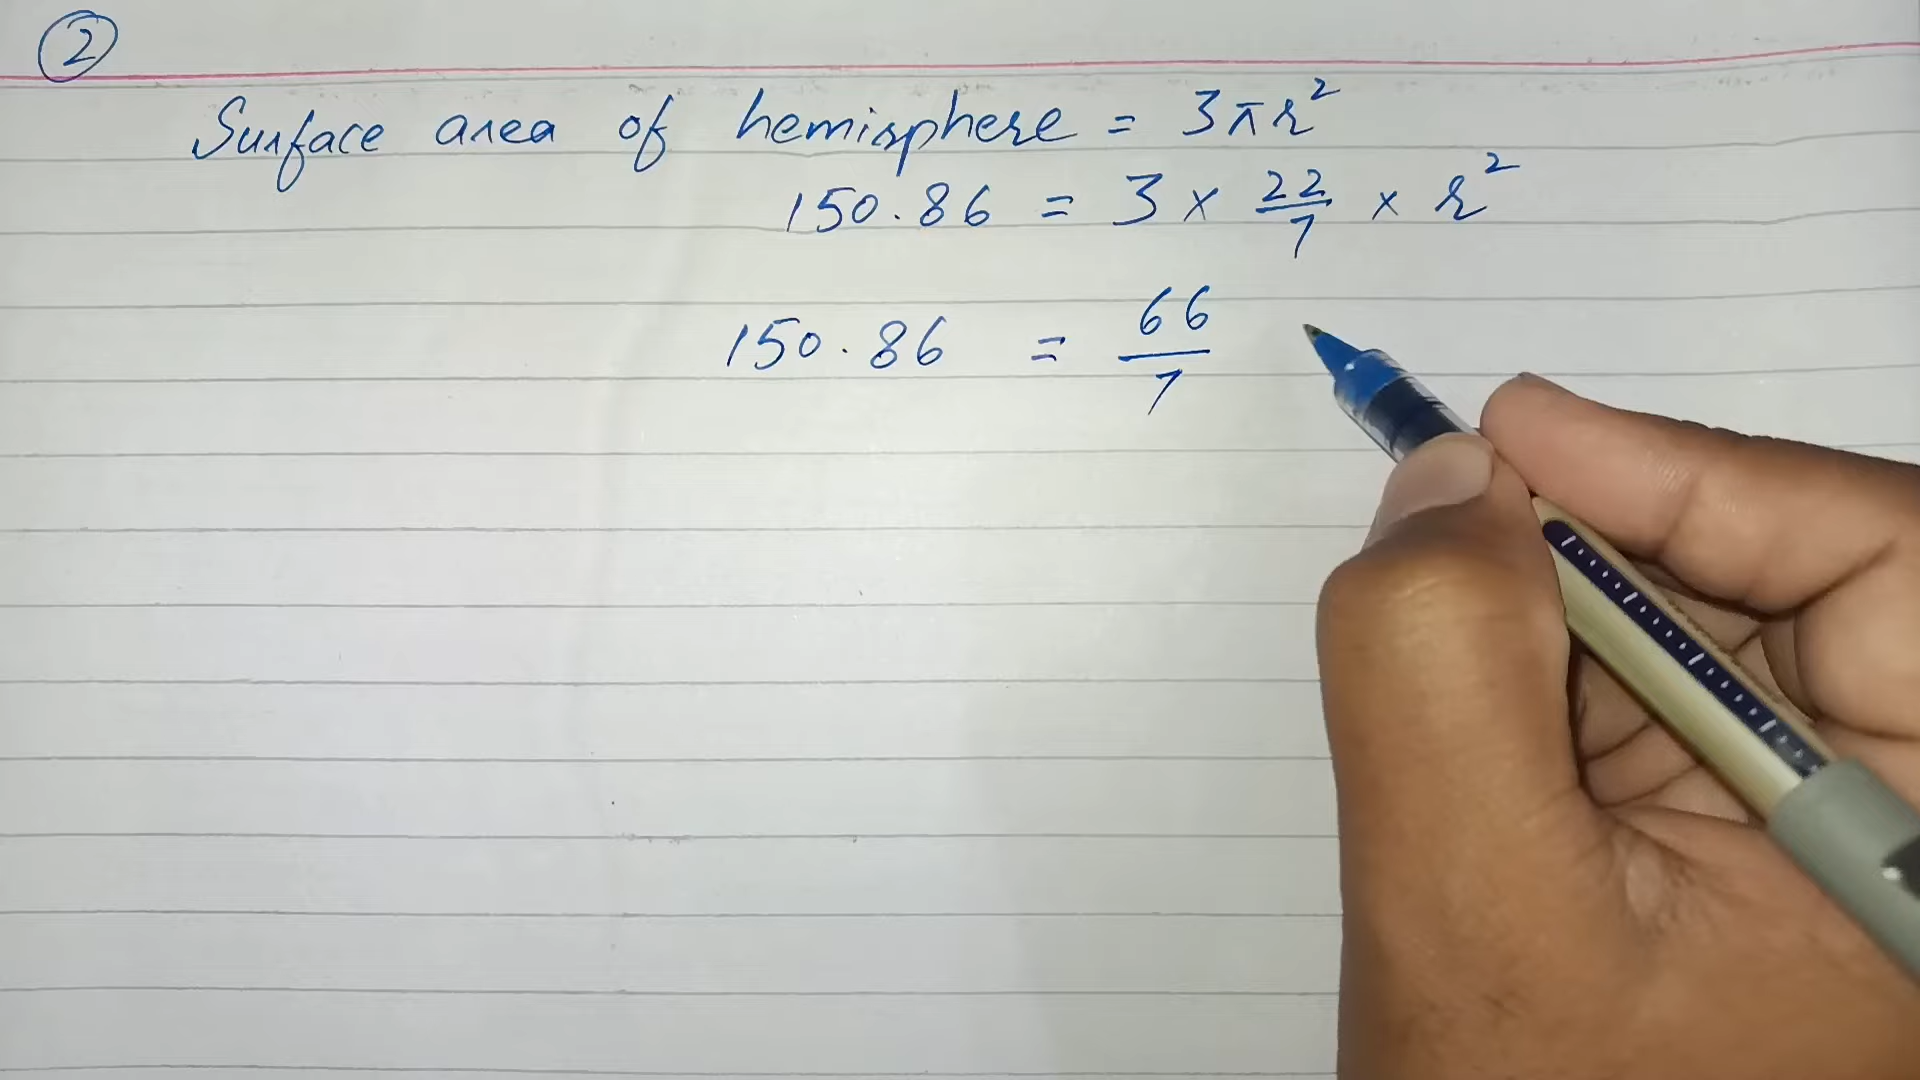 2
Surface area of hemisphere = 3πr²
150.86 = 3 × 22/7 × r²
150.86 = 66/7